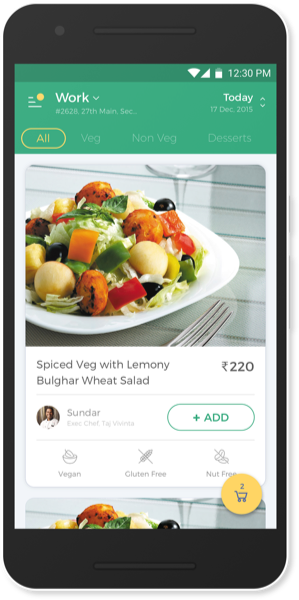 12:30 PM
Work
Today
#2628, 27th Main, Sec...
17 Dec, 2015
All Veg Non Veg Desserts
Spiced Veg with Lemony ₹220
Bulghar Wheat Salad
Sundar
Exec Chef, Taj Vivinta
+ ADD
Vegan Gluten Free Nut Free
2